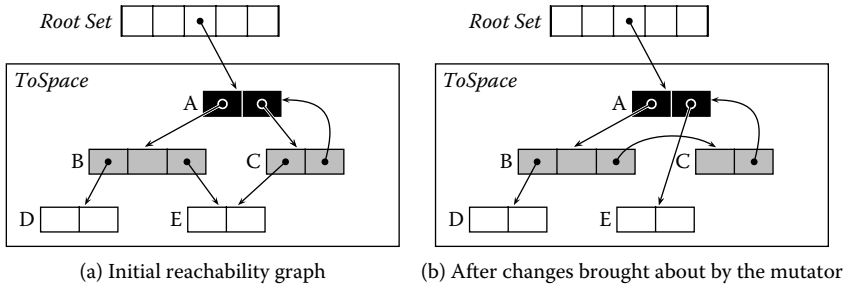 Root Set
ToSpace
A
B
C
D
E
(a) Initial reachability graph
Root Set
ToSpace
A
B
C
D
E
(b) After changes brought about by the mutator